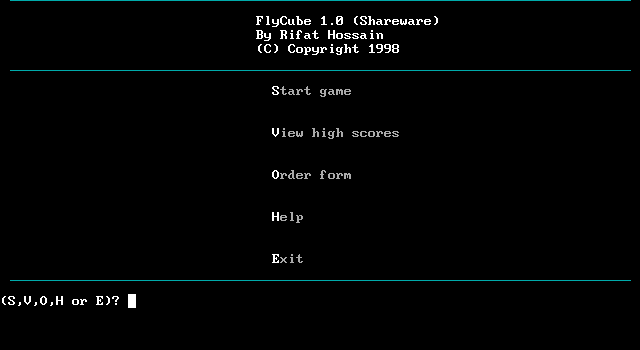 FlyCube 1.0 (Shareware)
By Rifat Hossain
(C) Copyright 1998
Start game
View high scores
Order form
Help
Exit
(S,V,O,H or E)?